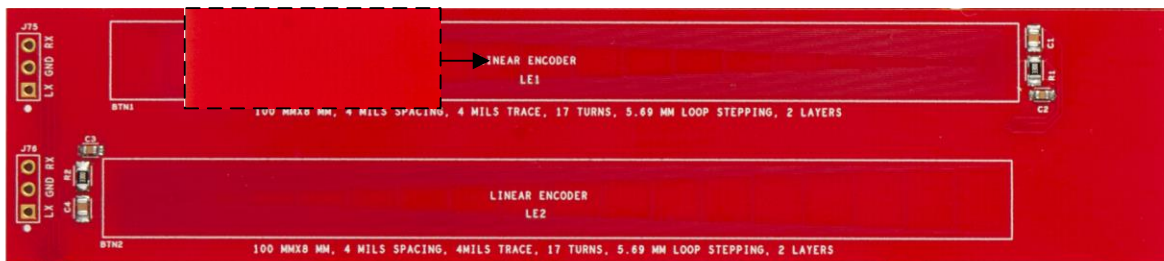 J75
LX GND RX
LINEAR ENCODER
LE1
BTN1
100 MMX8 MM, 4 MILS SPACING, 4 MILS TRACE, 17 TURNS, 5.69 MM LOOP STEPPING, 2 LAYERS
C1
R1
C2
J76
LX GND RX
C3
R2
C4
LINEAR ENCODER
LE2
BTN2
100 MMX8 MM, 4 MILS SPACING, 4MILS TRACE, 17 TURNS, 5.69 MM LOOP STEPPING, 2 LAYERS